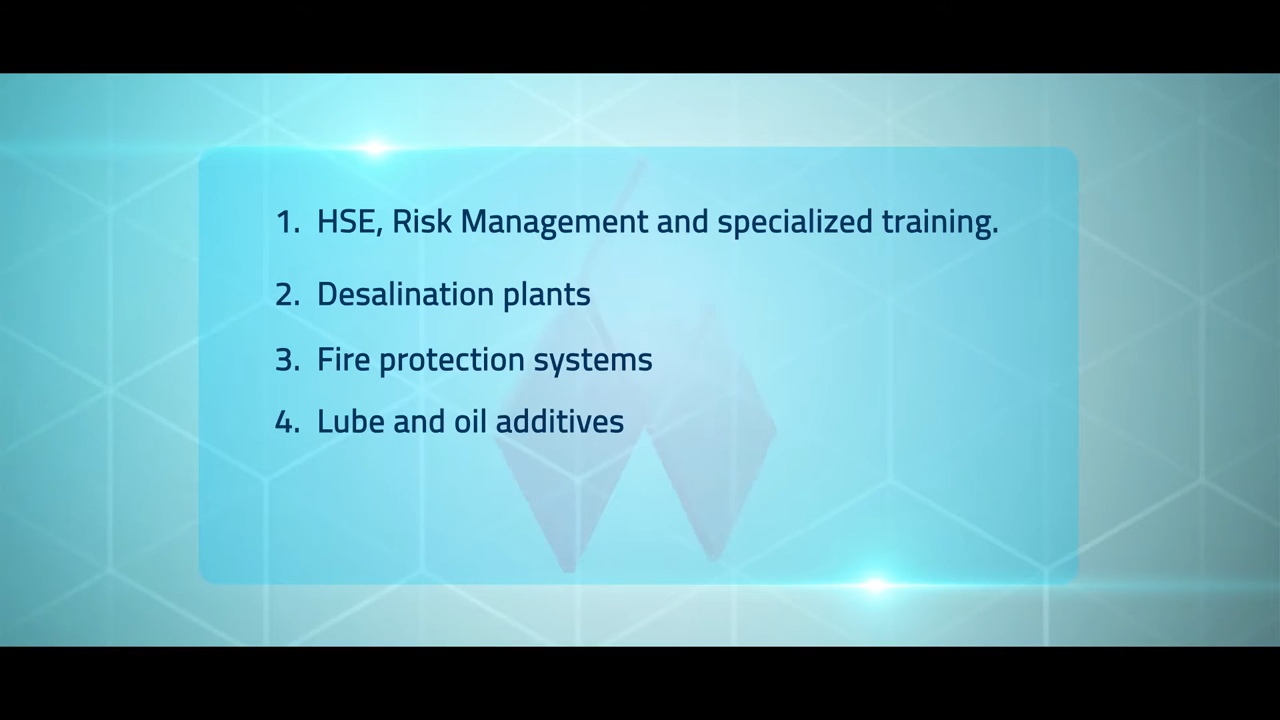 1. HSE, Risk Management and specialized training.
2. Desalination plants
3. Fire protection systems
4. Lube and oil additives